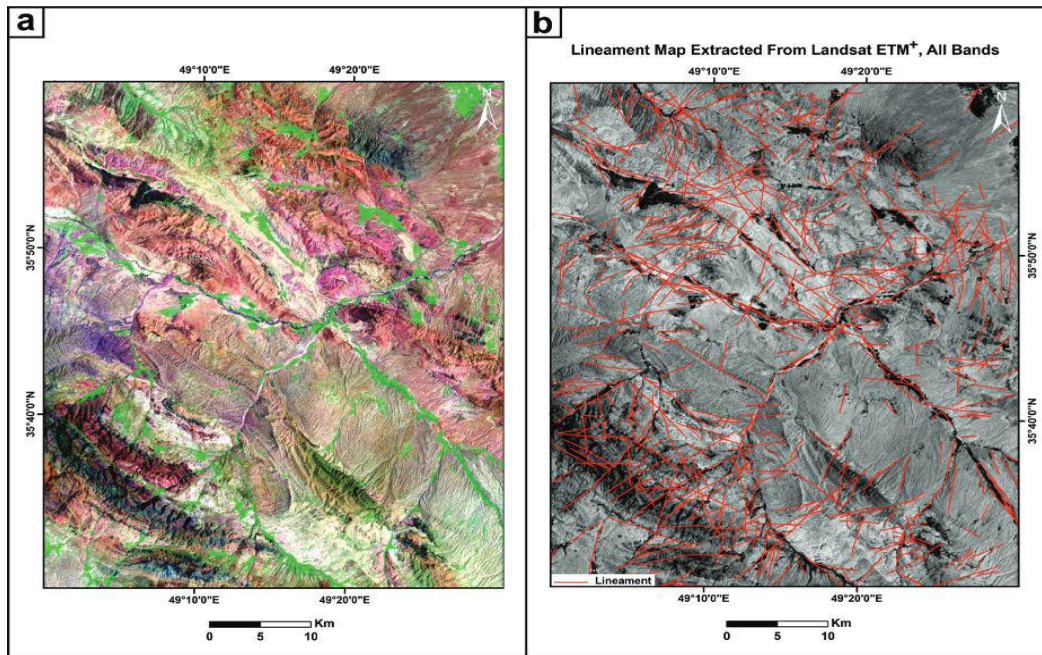 a
49°10'0"E
49°20'0"E
N
35°50'0"N
35°40'0"N
49°10'0"E
49°20'0"E
Km
0
5
10
b
Lineament Map Extracted From Landsat ETM+, All Bands
49°10'0"E
49°20'0"E
N
35°50'0"N
35°40'0"N
Lineament
49°10'0"E
49°20'0"E
Km
0
5
10